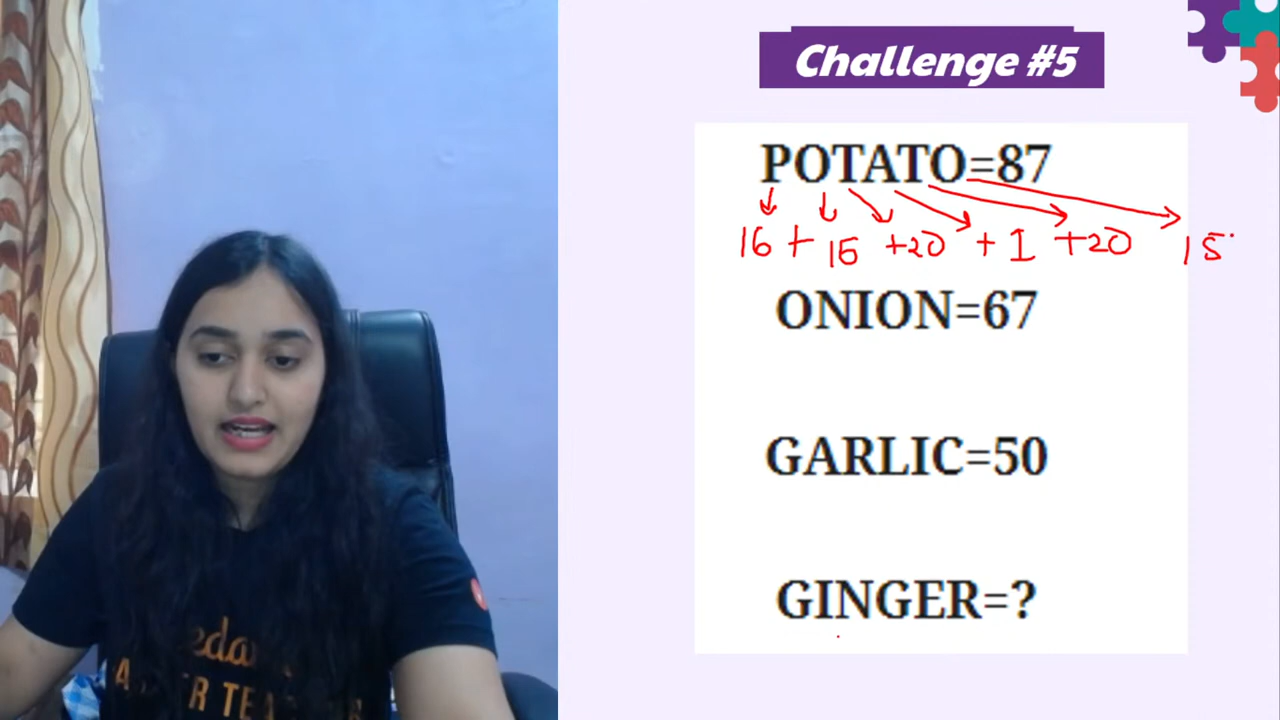 Challenge #5
POTATO=87
16 + 15 +20 + 1 +20 15
ONION=67
GARLIC=50
GINGER=?